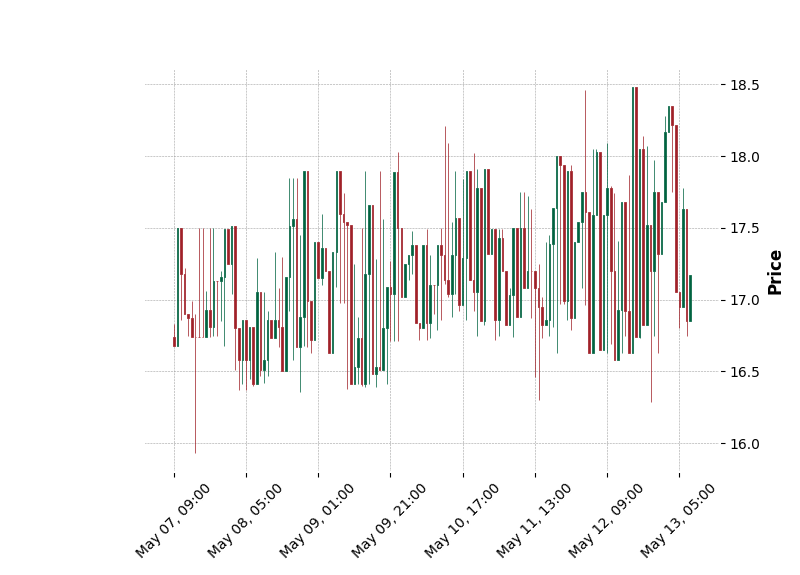 18.5
18.0
17.5
17.0
16.5
16.0
Price
May 07, 09:00
May 08, 05:00
May 09, 01:00
May 09, 21:00
May 10, 17:00
May 11, 13:00
May 12, 09:00
May 13, 05:00